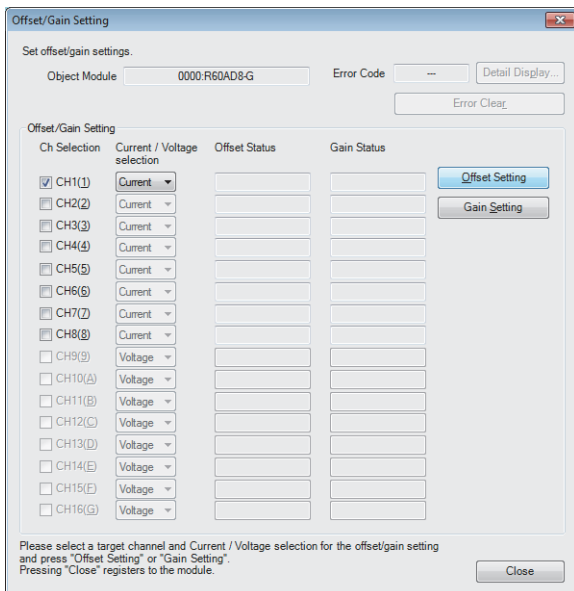 Offset/Gain Setting
Set offset/gain settings.
Object Module 0000:R60AD8-G Error Code --- Detail Display...
Error Clear
Offset/Gain Setting
Ch Selection Current / Voltage selection Offset Status Gain Status
CH1(1) Current Offset Setting
CH2(2) Current Gain Setting
CH3(3) Current
CH4(4) Current
CH5(5) Current
CH6(6) Current
CH7(7) Current
CH8(8) Current
CH9(9) Voltage
CH10(A) Voltage
CH11(B) Voltage
CH12(C) Voltage
CH13(D) Voltage
CH14(E) Voltage
CH15(F) Voltage
CH16(G) Voltage
Please select a target channel and Current / Voltage selection for the offset/gain setting
and press "Offset Setting" or "Gain Setting".
Pressing "Close" registers to the module.
Close